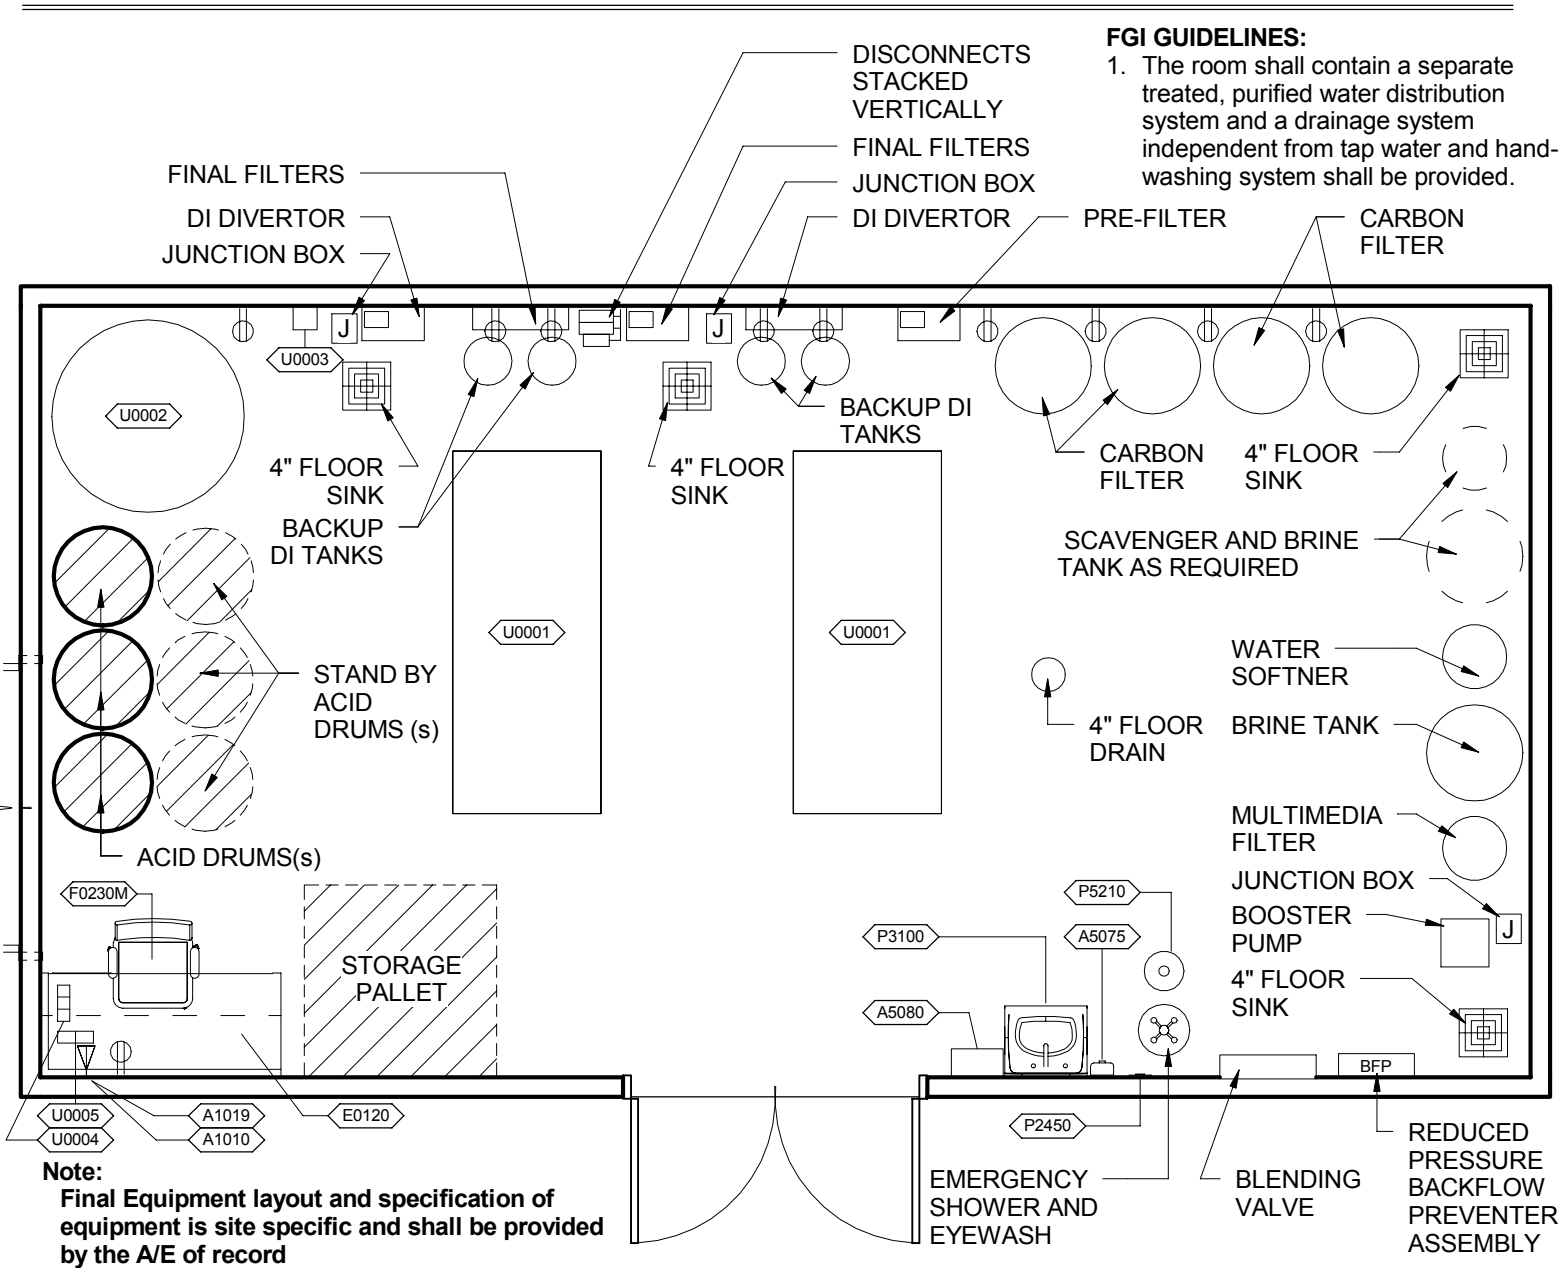 FGI GUIDELINES:
1. The room shall contain a separate
treated, purified water distribution
system and a drainage system
independent from tap water and hand-
washing system shall be provided.
DISCONNECTS
STACKED
VERTICALLY
FINAL FILTERS
JUNCTION BOX
DI DIVERTOR
PRE-FILTER
CARBON
FILTER
FINAL FILTERS
DI DIVERTOR
JUNCTION BOX
J
J
U0003
U0002
4" FLOOR
SINK
BACKUP
DI TANKS
4" FLOOR
SINK
BACKUP DI
TANKS
CARBON
FILTER
4" FLOOR
SINK
SCAVENGER AND BRINE
TANK AS REQUIRED
U0001
U0001
STAND BY
ACID
DRUMS (s)
WATER
SOFTNER
4" FLOOR
DRAIN
BRINE TANK
MULTIMEDIA
FILTER
ACID DRUMS(s)
JUNCTION BOX
J
BOOSTER
PUMP
4" FLOOR
SINK
F0230M
STORAGE
PALLET
P5210
P3100
A5075
A5080
BFP
U0005
U0004
A1019
A1010
E0120
P2450
EMERGENCY
SHOWER AND
EYEWASH
BLENDING
VALVE
REDUCED
PRESSURE
BACKFLOW
PREVENTER
ASSEMBLY
Note:
Final Equipment layout and specification of
equipment is site specific and shall be provided
by the A/E of record